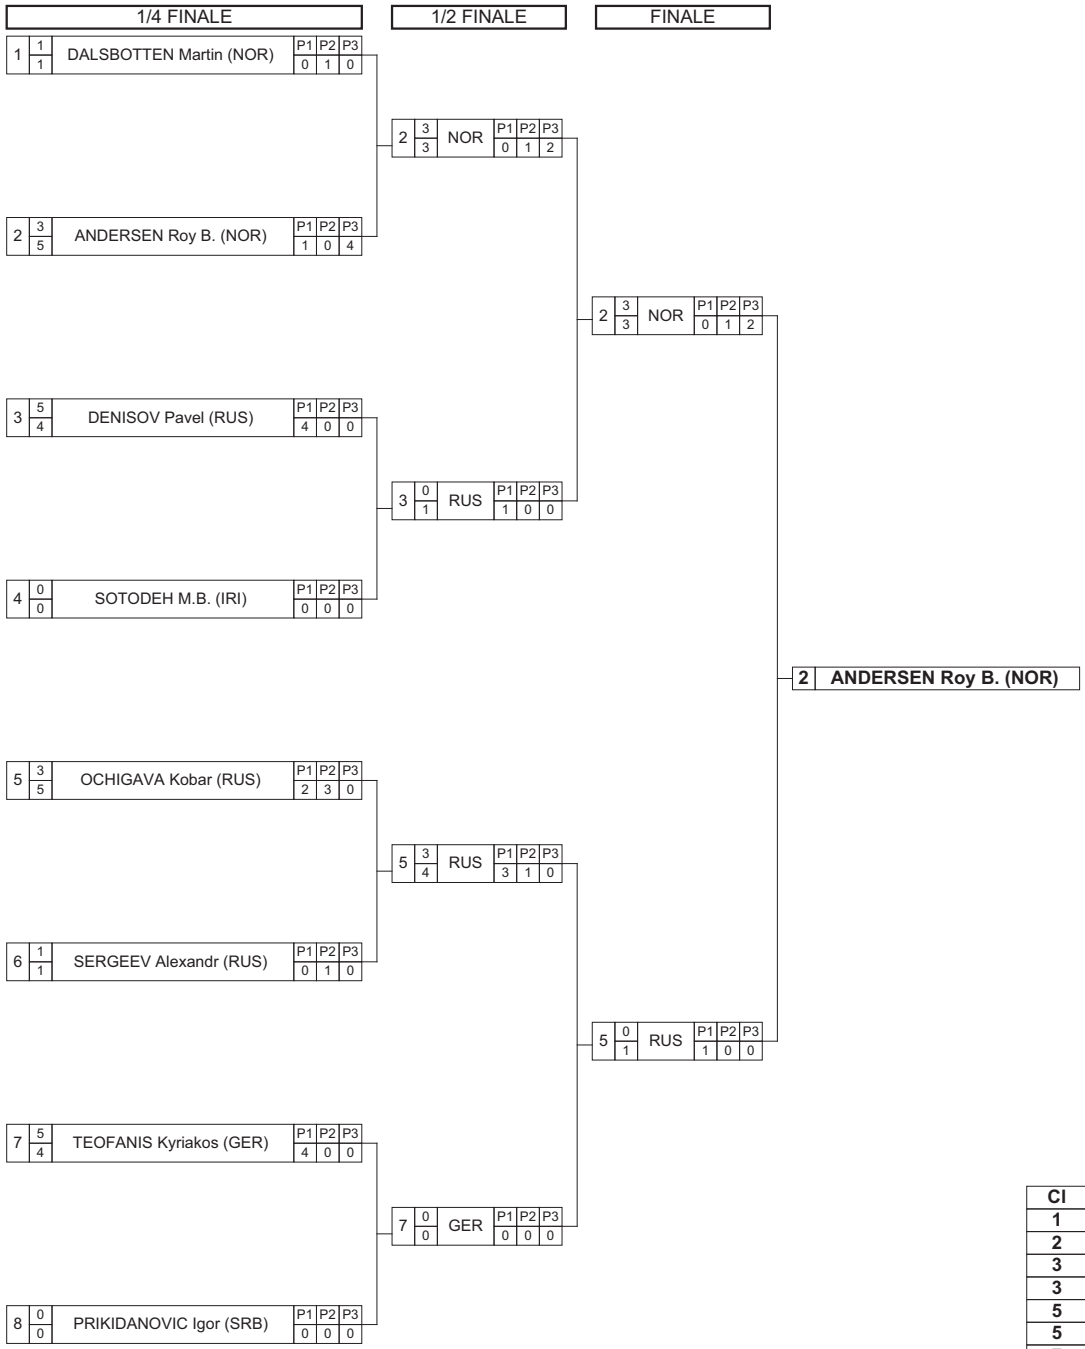 1/4 FINALE 1/2 FINALE FINALE
1 1 1 DALSBOTTEN Martin (NOR) P1 P2 P3 0 1 0
2 3 3 NOR P1 P2 P3 0 1 2
2 3 5 ANDERSEN Roy B. (NOR) P1 P2 P3 1 0 4
2 3 3 NOR P1 P2 P3 0 1 2
3 5 4 DENISOV Pavel (RUS) P1 P2 P3 4 0 0
3 0 1 RUS P1 P2 P3 1 0 0
4 0 0 SOTODEH M.B. (IRI) P1 P2 P3 0 0 0
2 ANDERSEN Roy B. (NOR)
5 3 5 OCHIGAVA Kobar (RUS) P1 P2 P3 2 3 0
5 3 4 RUS P1 P2 P3 3 1 0
6 1 1 SERGEEV Alexandr (RUS) P1 P2 P3 0 1 0
5 0 1 RUS P1 P2 P3 1 0 0
7 5 4 TEOFANIS Kyriakos (GER) P1 P2 P3 4 0 0
7 0 0 GER P1 P2 P3 0 0 0
8 0 0 PRIKIDANOVIC Igor (SRB) P1 P2 P3 0 0 0
Cl
1
2
3
3
5
5